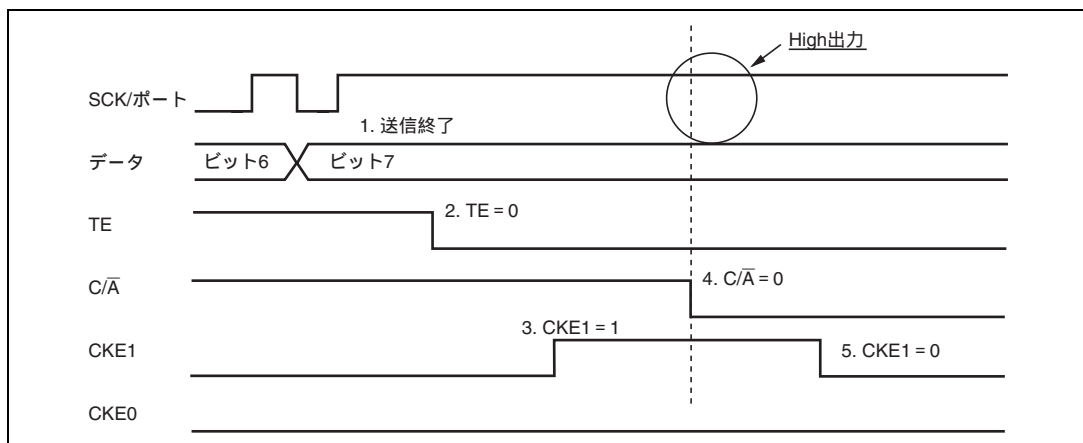 High出力
SCK/ポート
1. 送信終了
データ
ビット6
ビット7
TE
2. TE = 0
C/A̅
4. C/A̅ = 0
3. CKE1 = 1
CKE1
5. CKE1 = 0
CKE0